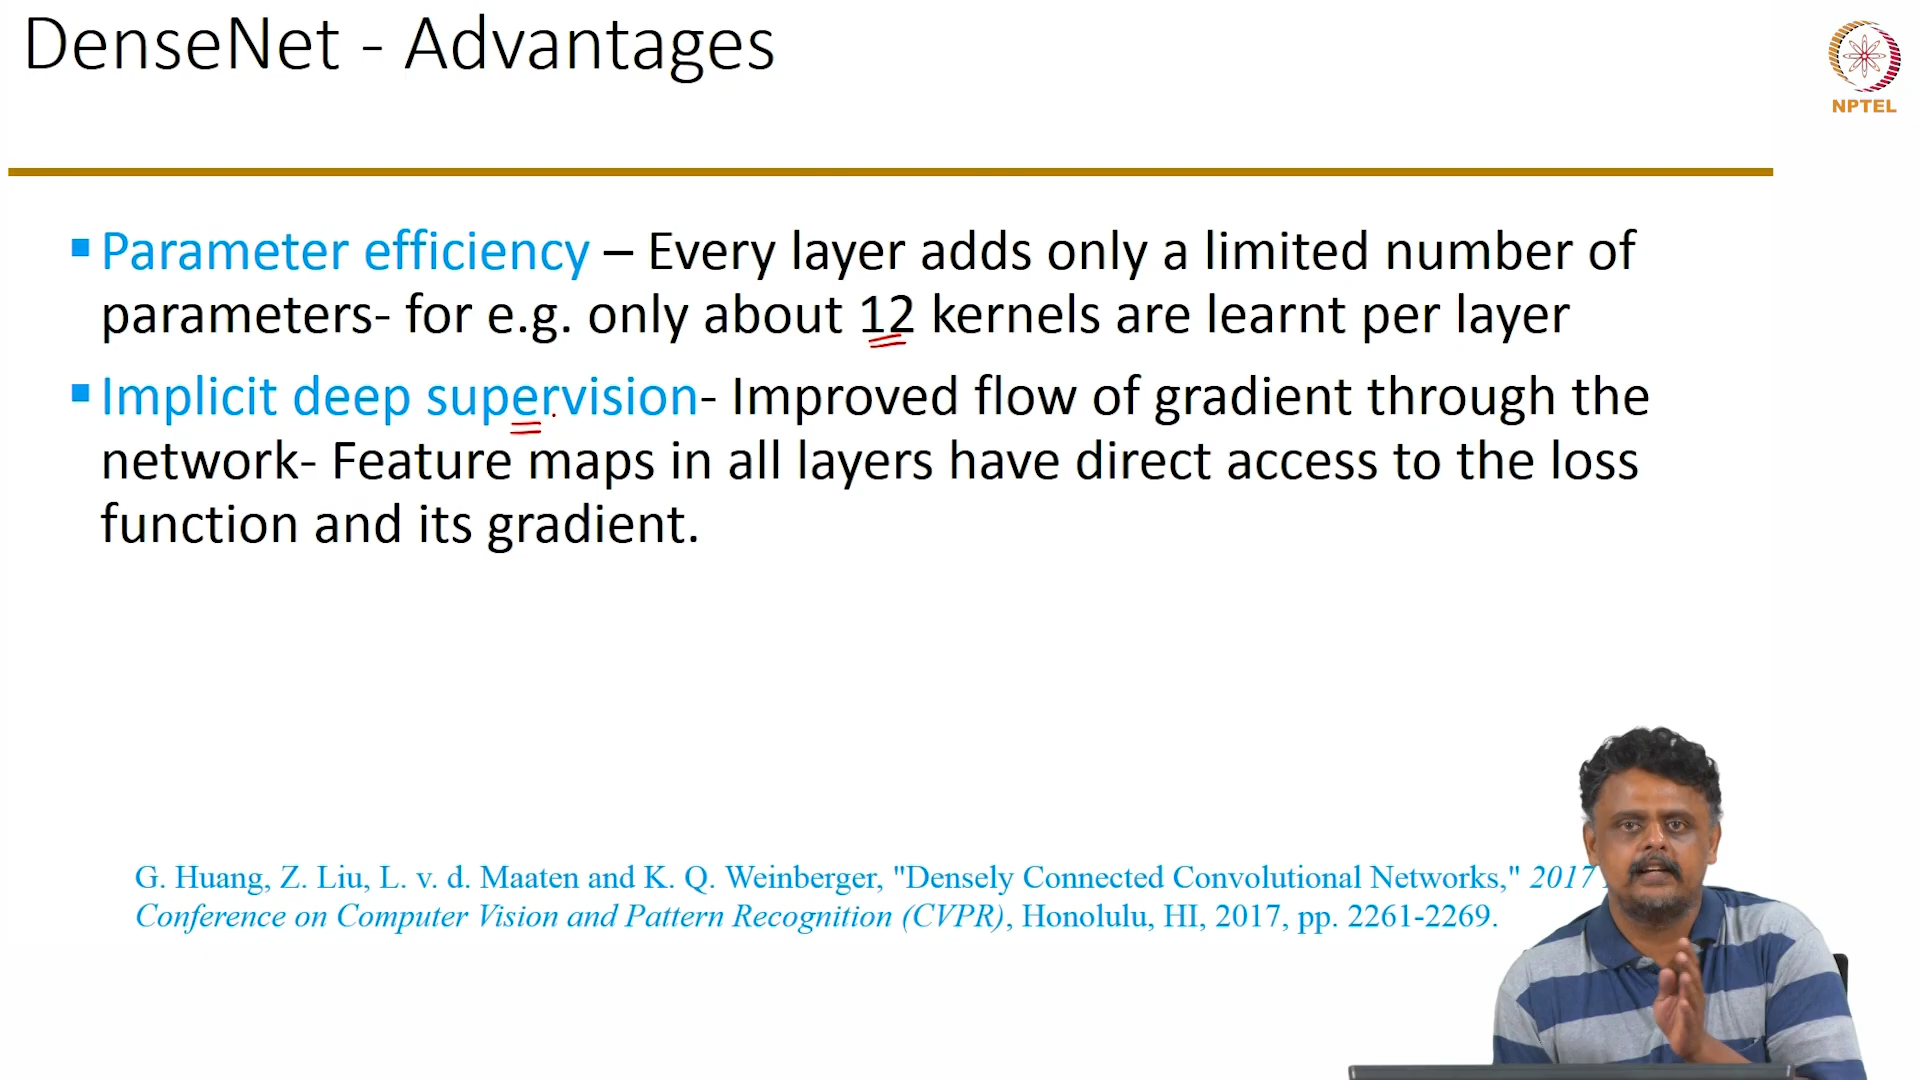 DenseNet - Advantages
NPTEL
▪Parameter efficiency – Every layer adds only a limited number of
parameters- for e.g. only about 12 kernels are learnt per layer
▪Implicit deep supervision- Improved flow of gradient through the
network- Feature maps in all layers have direct access to the loss
function and its gradient.
G. Huang, Z. Liu, L. v. d. Maaten and K. Q. Weinberger, "Densely Connected Convolutional Networks," 2017
Conference on Computer Vision and Pattern Recognition (CVPR), Honolulu, HI, 2017, pp. 2261-2269.